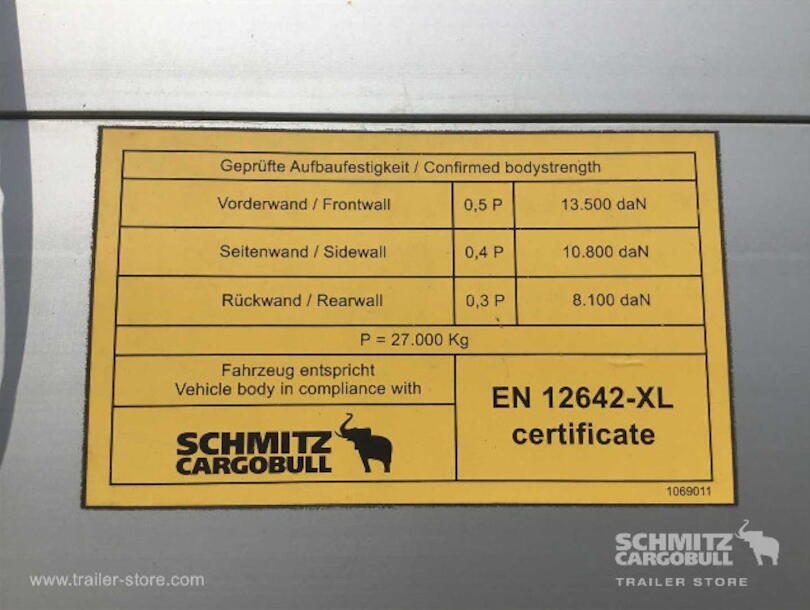 Geprüfte Aufbaufestigkeit / Confirmed bodystrength
Vorderwand / Frontwall 0,5 P 13.500 daN
Seitenwand / Sidewall 0,4 P 10.800 daN
Rückwand / Rearwall 0,3 P 8.100 daN
P = 27.000 Kg
Fahrzeug entspricht
Vehicle body in compliance with
SCHMITZ
CARGOBULL
EN 12642-XL
certificate
1069011
www.trailer-store.com
SCHMITZ
CARGOBULL
TRAILER STORE